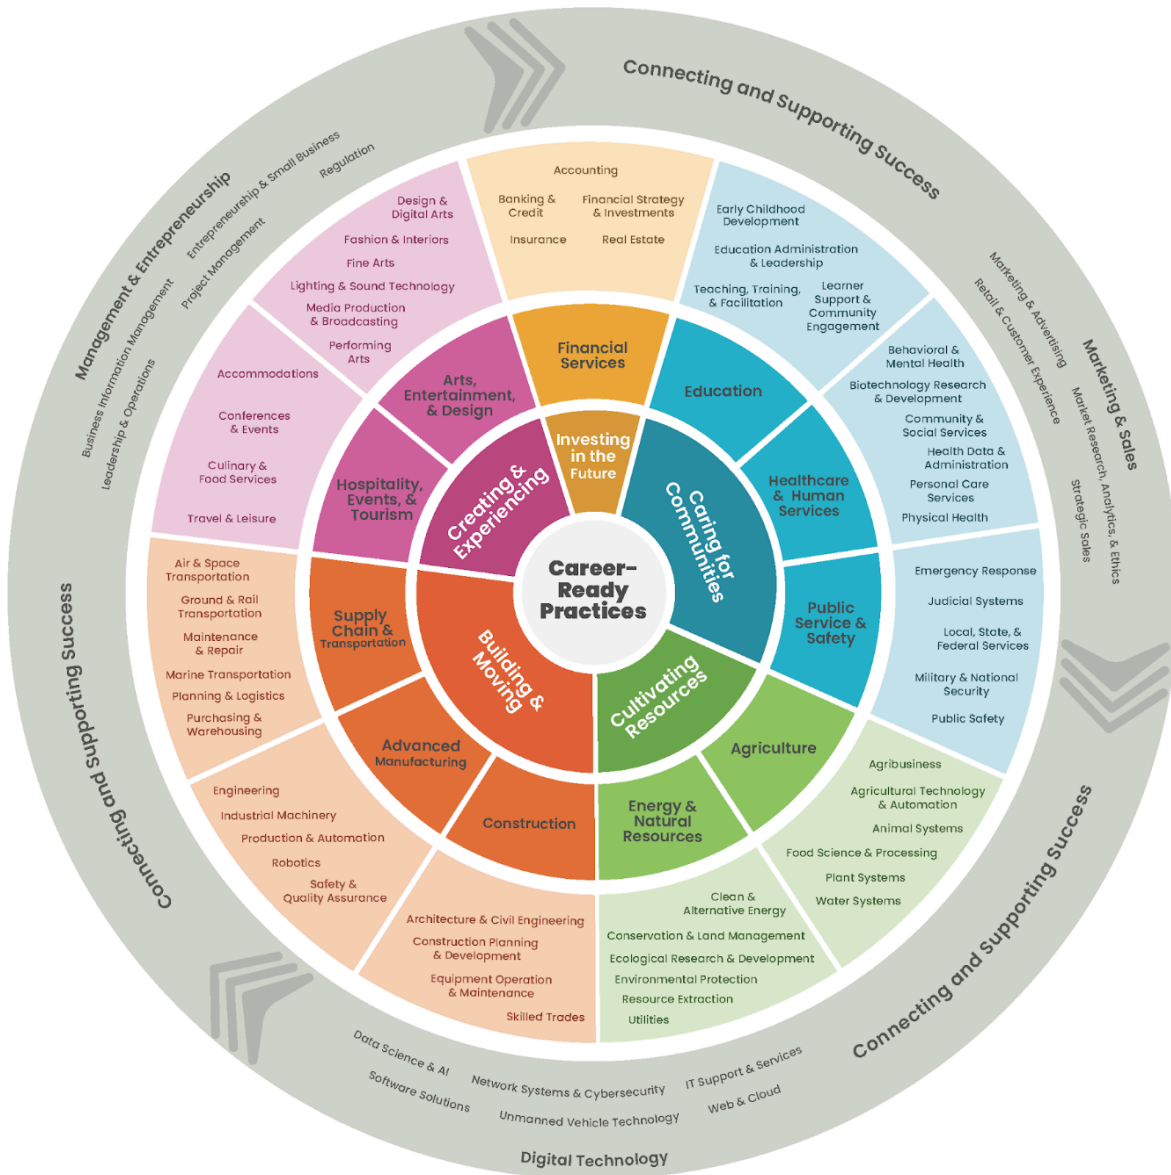 Connecting and Supporting Success
Management & Entrepreneurship
Entrepreneurship & Small Business
Regulation
Project Management
Business Information Management
Leadership & Operations
Marketing & Sales
Marketing & Advertising
Retail & Customer Experience
Market Research, Analytics, & Ethics
Strategic Sales
Connecting and Supporting Success
Digital Technology
Data Science & AI
Network Systems & Cybersecurity
IT Support & Services
Software Solutions
Unmanned Vehicle Technology
Web & Cloud
Connecting and Supporting Success
Career-
Ready
Practices
Investing
in the
Future
Financial
Services
Accounting
Banking &
Credit
Financial Strategy
& Investments
Insurance
Real Estate
Caring for
Communities
Education
Early Childhood
Development
Education Administration
& Leadership
Teaching, Training,
& Facilitation
Learner
Support &
Community
Engagement
Healthcare
& Human
Services
Behavioral &
Mental Health
Biotechnology Research
& Development
Community &
Social Services
Health Data &
Administration
Personal Care
Services
Physical Health
Public
Service &
Safety
Emergency Response
Judicial Systems
Local, State, &
Federal Services
Military & National
Security
Public Safety
Cultivating
Resources
Agriculture
Agribusiness
Agricultural Technology
& Automation
Animal Systems
Food Science & Processing
Plant Systems
Water Systems
Energy &
Natural
Resources
Clean &
Alternative Energy
Conservation & Land Management
Ecological Research & Development
Environmental Protection
Resource Extraction
Utilities
Building &
Moving
Construction
Architecture & Civil Engineering
Construction Planning
& Development
Equipment Operation
& Maintenance
Skilled Trades
Advanced
Manufacturing
Engineering
Industrial Machinery
Production & Automation
Robotics
Safety &
Quality Assurance
Supply
Chain &
Transportation
Air & Space
Transportation
Ground & Rail
Transportation
Maintenance
& Repair
Marine Transportation
Planning & Logistics
Purchasing &
Warehousing
Creating &
Experiencing
Hospitality,
Events, &
Tourism
Accommodations
Conferences
& Events
Culinary &
Food Services
Travel & Leisure
Arts,
Entertainment,
& Design
Design &
Digital Arts
Fashion & Interiors
Fine Arts
Lighting & Sound Technology
Media Production
& Broadcasting
Performing
Arts